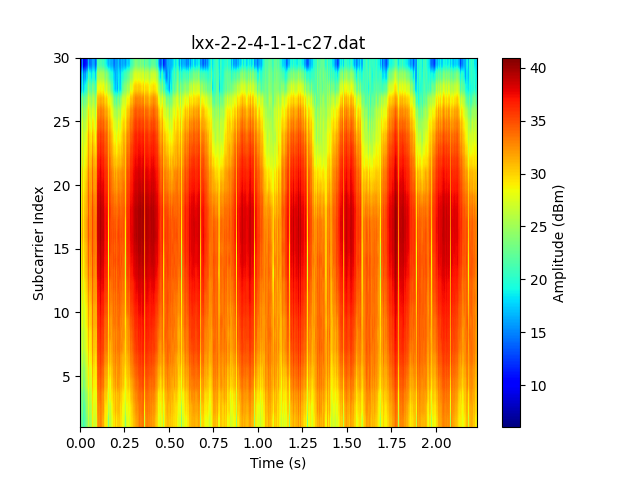 lxx-2-2-4-1-1-c27.dat
30
25
20
15
10
5
Subcarrier Index
0.00 0.25 0.50 0.75 1.00 1.25 1.50 1.75 2.00
Time (s)
40
35
30
25
20
15
10
Amplitude (dBm)